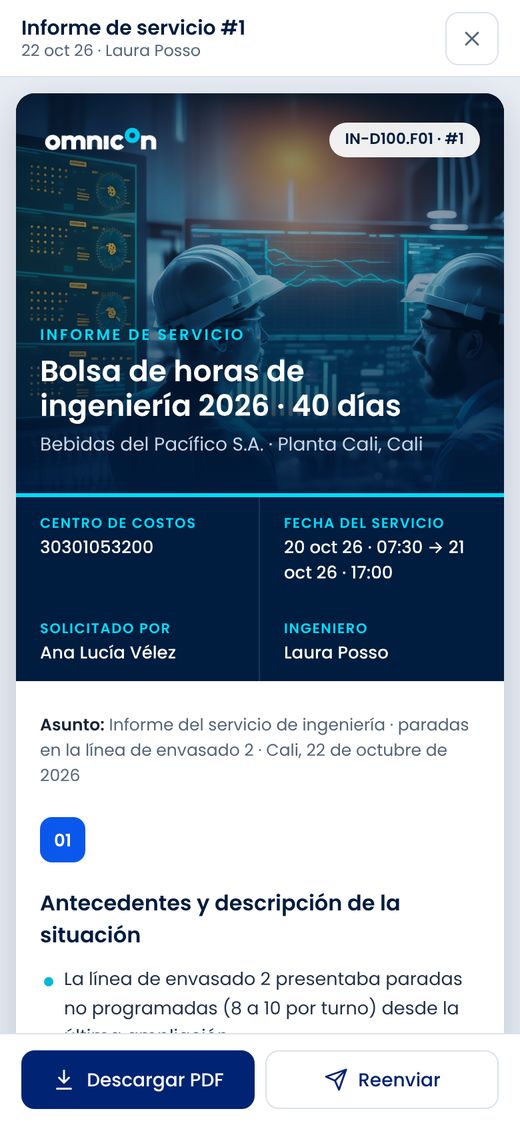 Informe de servicio #1
22 oct 26 · Laura Posso
omnicon
IN-D100.F01 · #1
INFORME DE SERVICIO
Bolsa de horas de
ingeniería 2026 · 40 días
Bebidas del Pacífico S.A. · Planta Cali, Cali
CENTRO DE COSTOS
30301053200
FECHA DEL SERVICIO
20 oct 26 · 07:30 → 21
oct 26 · 17:00
SOLICITADO POR
Ana Lucía Vélez
INGENIERO
Laura Posso
Asunto: Informe del servicio de ingeniería · paradas
en la línea de envasado 2 · Cali, 22 de octubre de
2026
01
Antecedentes y descripción de la
situación
La línea de envasado 2 presentaba paradas
no programadas (8 a 10 por turno) desde la
última ampliación.
Descargar PDF
Reenviar